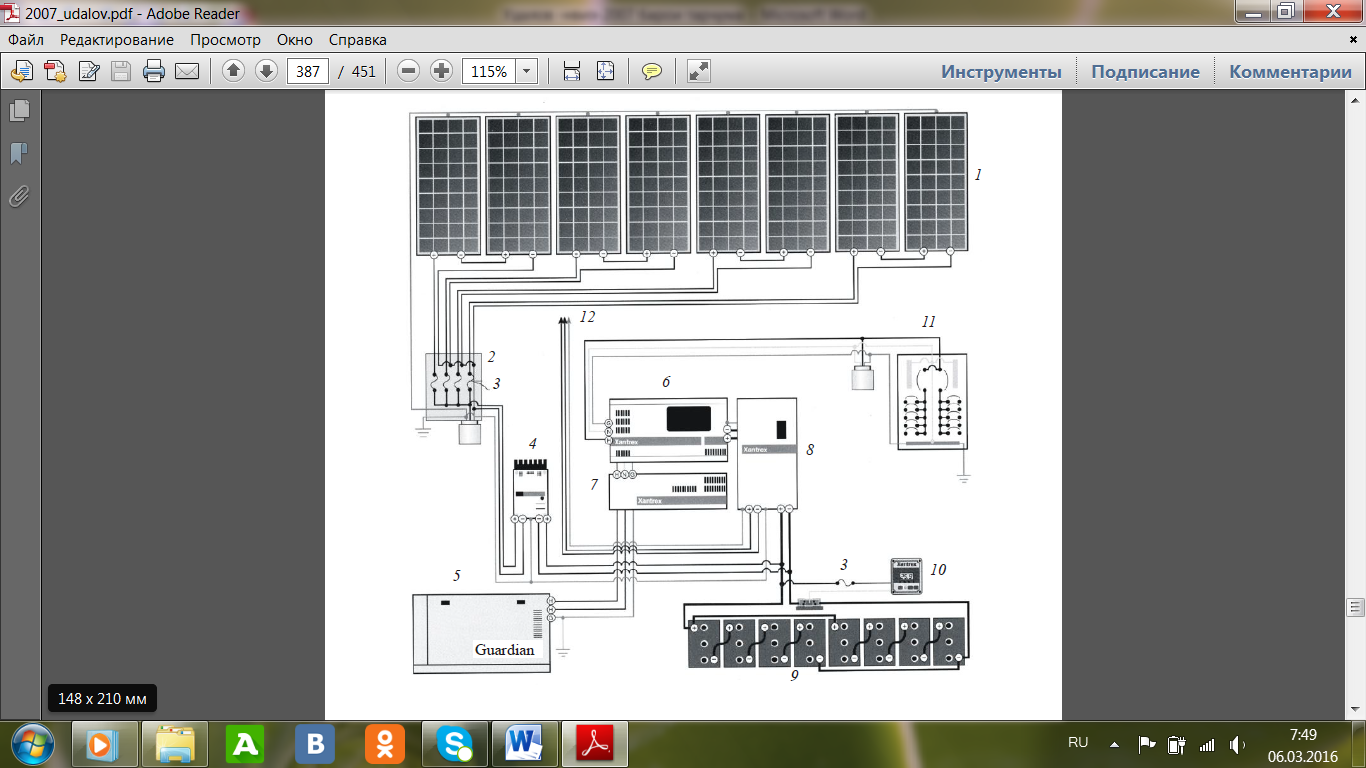 2007_udalov.pdf - Adobe Reader
Файл Редактирование Просмотр Окно Справка
387 / 451
115%
Инструменты
Подписание
Комментарии
1
12
11
2
3
6
4
8
7
Xantrex
Xantrex
Xantrex
H N G
G
N
H
5
3
10
Xantrex
H
H
G
Guardian
9
148 x 210 мм
A
B
S
W
RU
7:49
06.03.2016